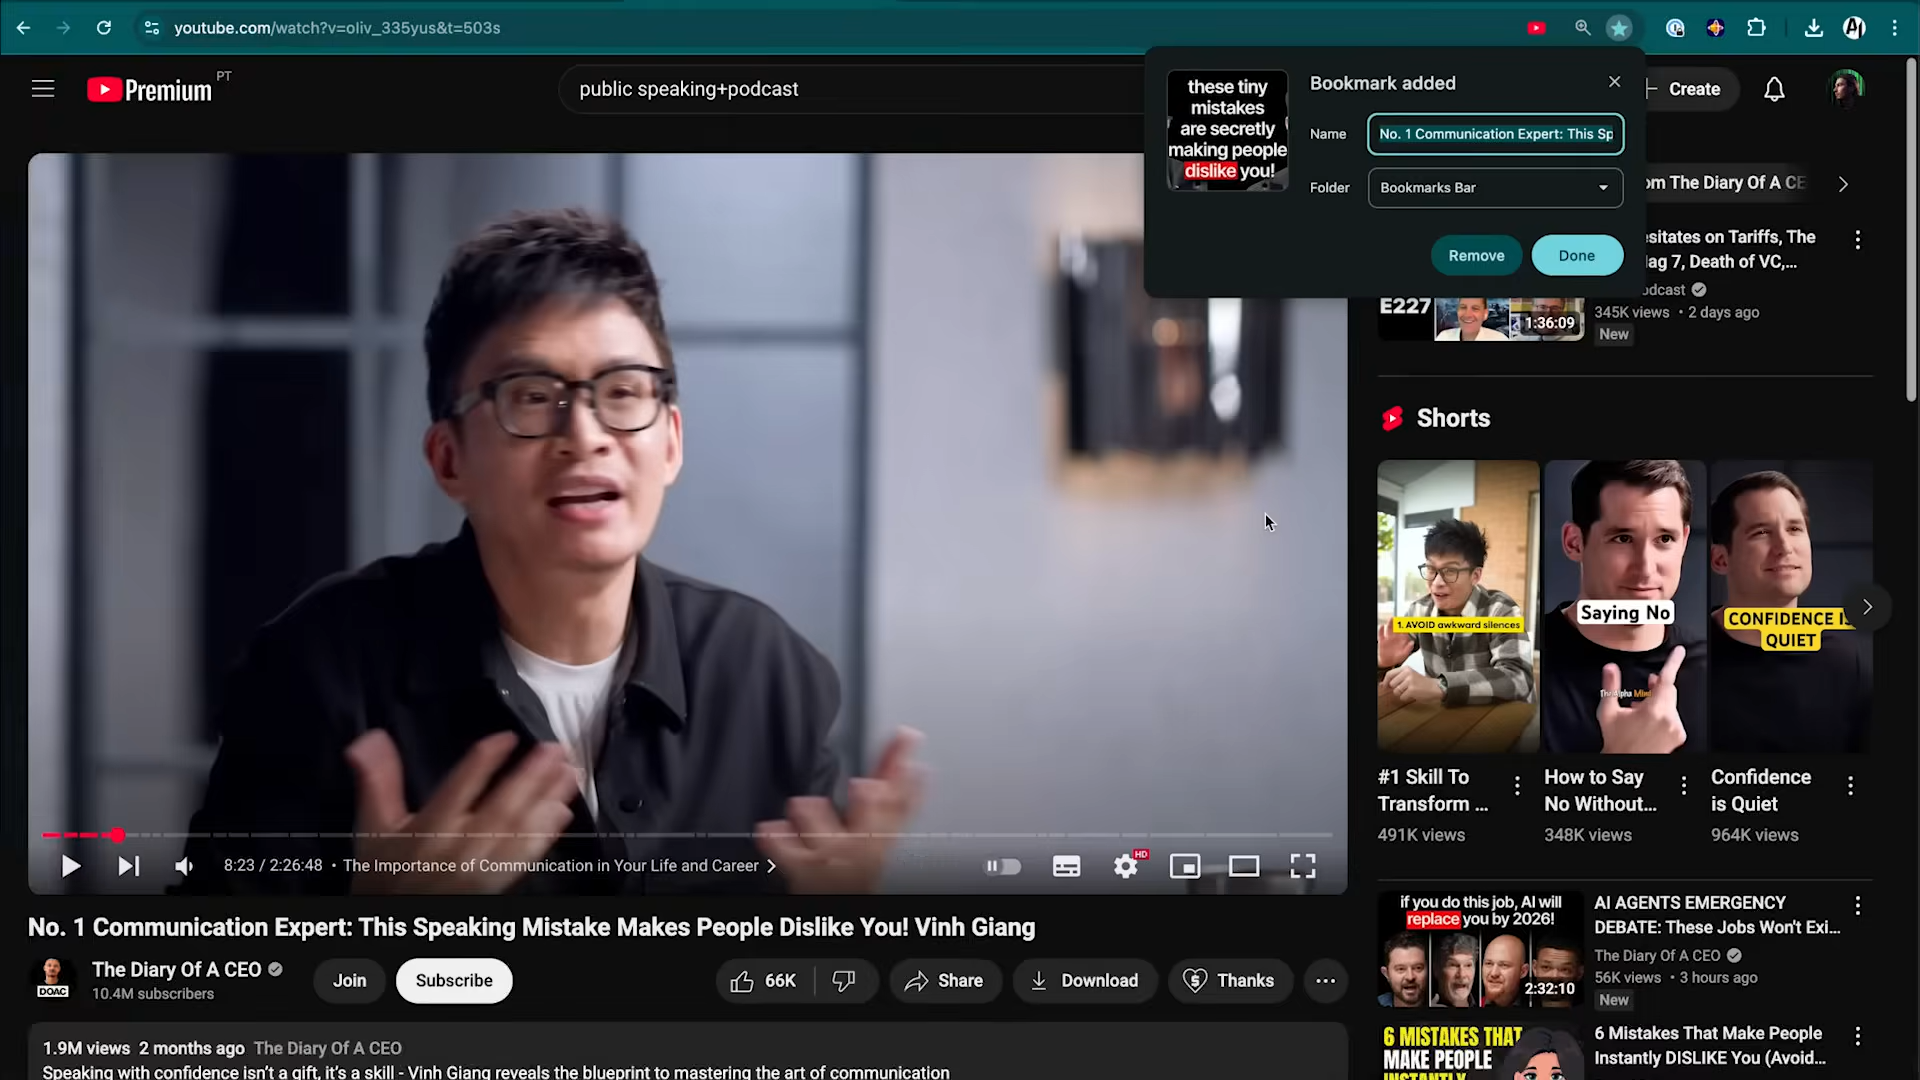 youtube.com/watch?v=oliv_335yus&t=503s
Premium
PT
public speaking+podcast
these tiny
mistakes
are secretly
making people
dislike you!
Bookmark added
Name
No. 1 Communication Expert: This Sp
Folder
Bookmarks Bar
Remove
Done
Create
om The Diary Of A CE
esitates on Tariffs, The
ag 7, Death of VC,...
odcast
345K views • 2 days ago
New
E227
1:36:09
Shorts
1. AVOID awkward silences
Saying No
The Alpha Mind
CONFIDENCE IS
QUIET
#1 Skill To
Transform ...
491K views
How to Say
No Without...
348K views
Confidence
is Quiet
964K views
8:23 / 2:26:48 • The Importance of Communication in Your Life and Career
HD
No. 1 Communication Expert: This Speaking Mistake Makes People Dislike You! Vinh Giang
DOAC
The Diary Of A CEO
10.4M subscribers
Join
Subscribe
66K
Share
Download
Thanks
1.9M views 2 months ago The Diary Of A CEO
Speaking with confidence isn't a gift, it's a skill - Vinh Giang reveals the blueprint to mastering the art of communication
if you do this job, AI will
replace you by 2026!
2:32:10
AI AGENTS EMERGENCY
DEBATE: These Jobs Won't Exi...
The Diary Of A CEO
56K views • 3 hours ago
New
6 MISTAKES THAT
MAKE PEOPLE
INSTANTLY
6 Mistakes That Make People
Instantly DISLIKE You (Avoid...